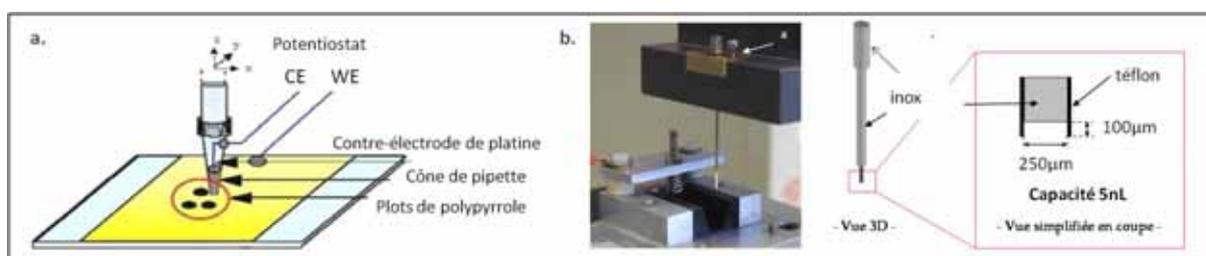 a.
Potentiostat
CE WE
Contre-électrode de platine
Cône de pipette
Plots de polypyrrole
b.
a
inox
- Vue 3D -
téflon
100µm
250µm
Capacité 5nL
- Vue simplifiée en coupe -